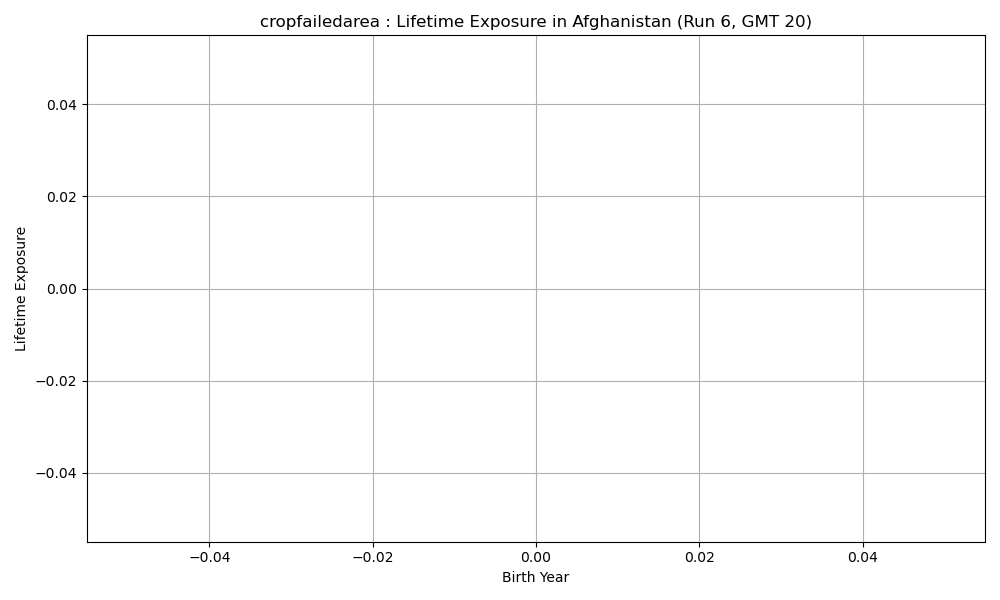 cropfailedarea : Lifetime Exposure in Afghanistan (Run 6, GMT 20)
Lifetime Exposure
0.04
0.02
0.00
−0.02
−0.04
−0.04 −0.02 0.00 0.02 0.04
Birth Year